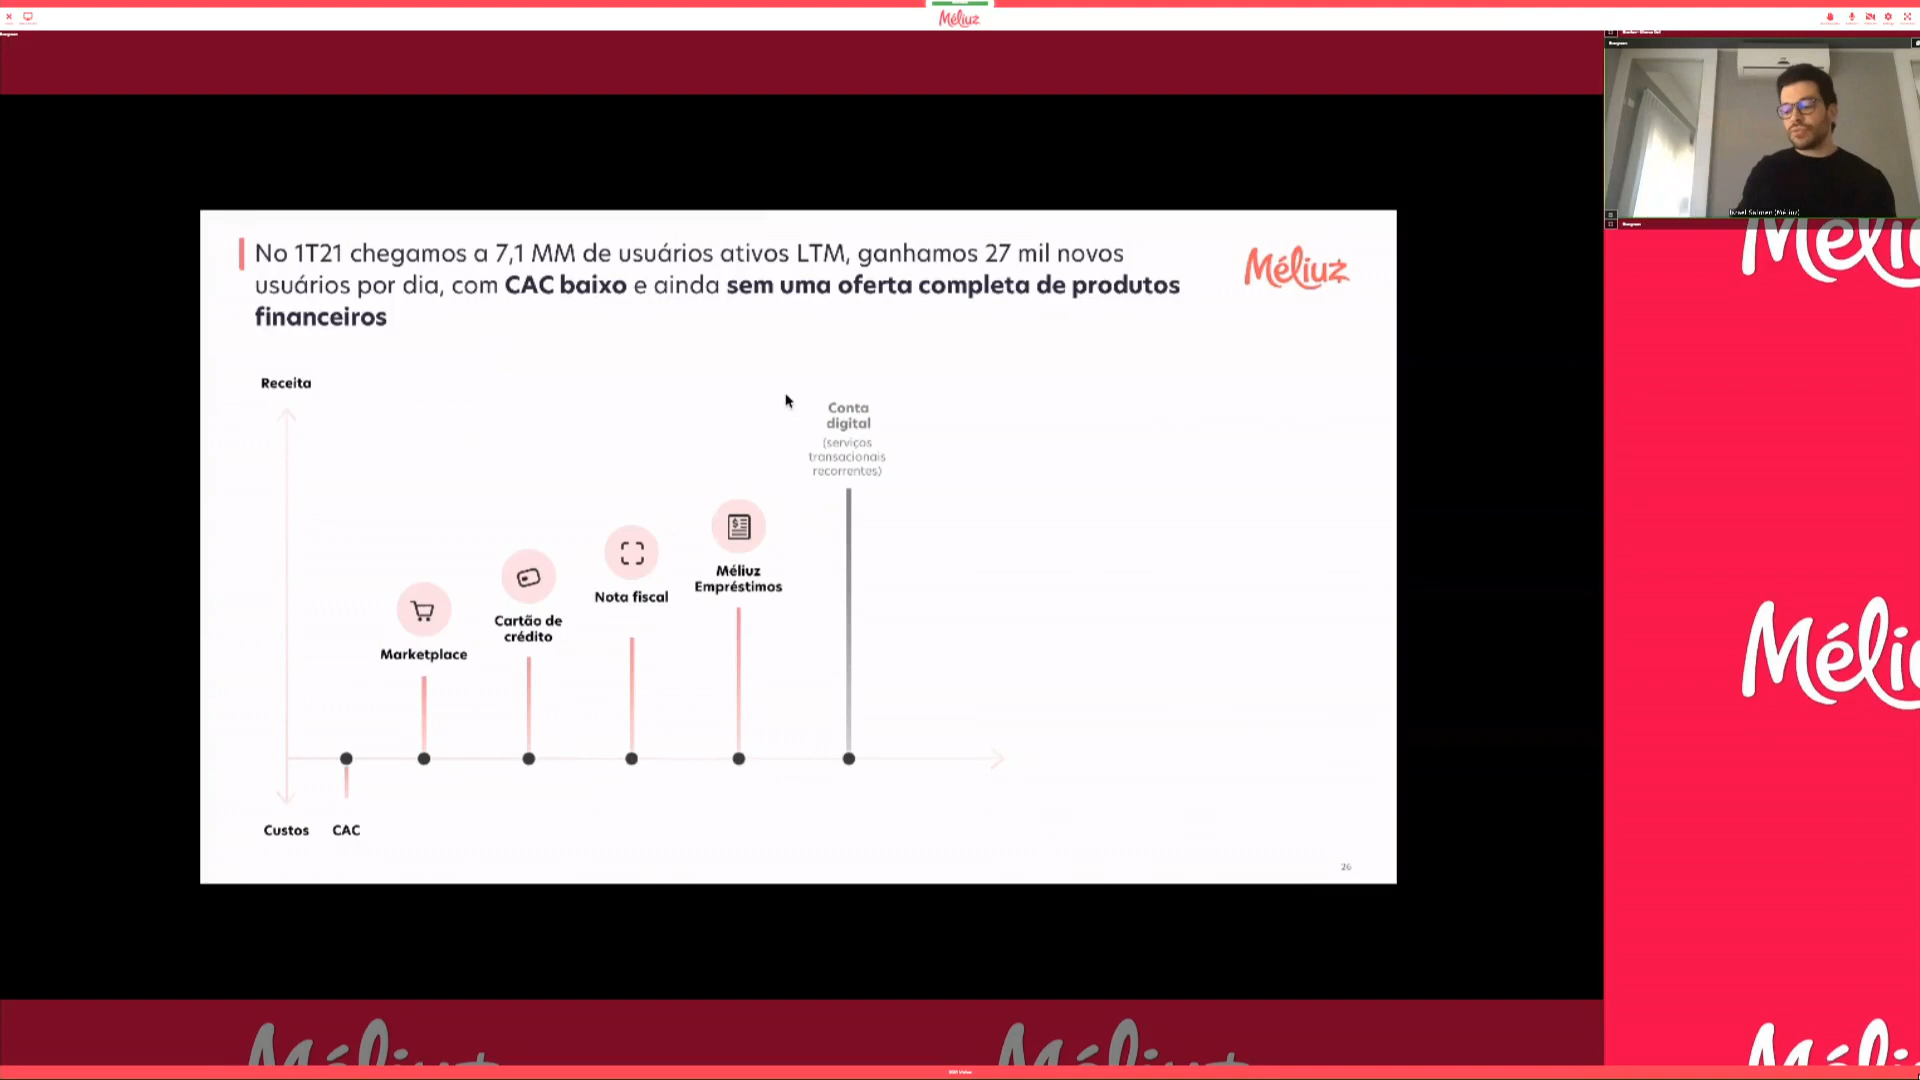 Méliuz
Israel Salmen (Méliuz)
No 1T21 chegamos a 7,1 MM de usuários ativos LTM, ganhamos 27 mil novos
usuários por dia, com CAC baixo e ainda sem uma oferta completa de produtos
financeiros
Méliuz
Receita
Conta
digital
(serviços
transacionais
recorrentes)
Méliuz
Empréstimos
Nota fiscal
Cartão de
crédito
Marketplace
Custos
CAC
26